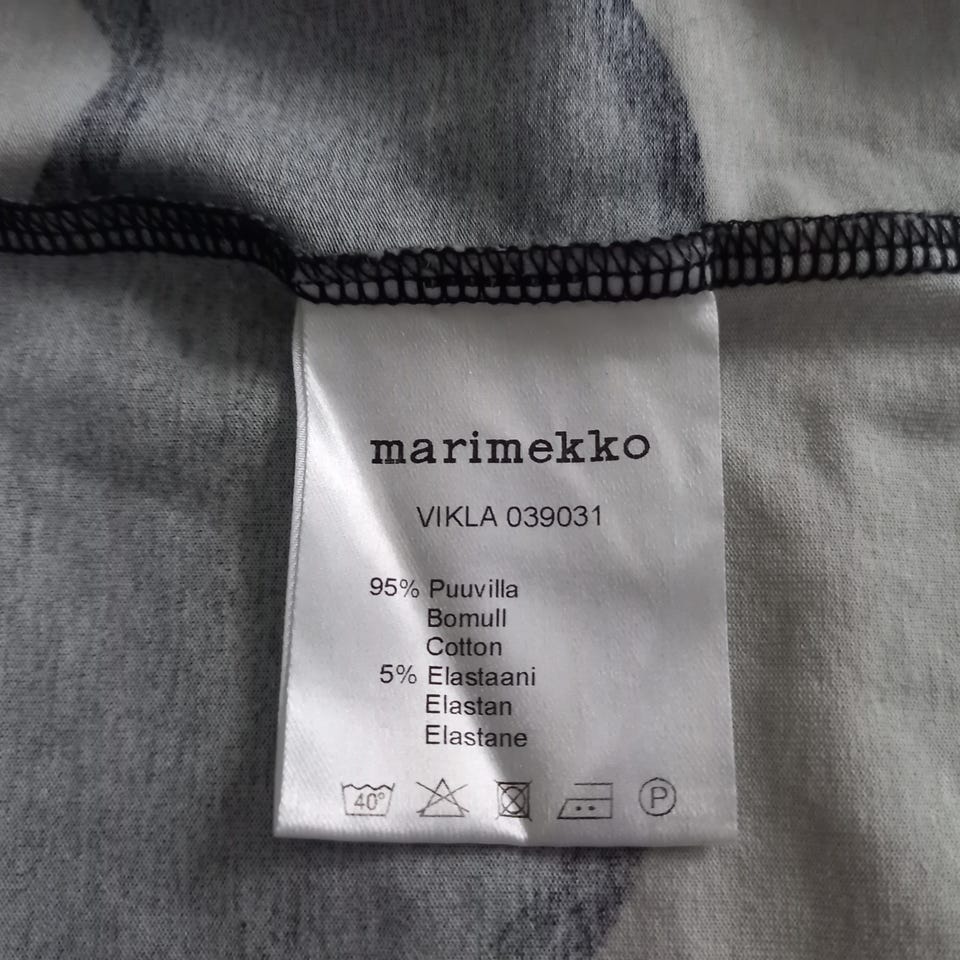 marimekko
VIKLA 039031
95% Puuvilla
Bomull
Cotton
5% Elastaani
Elastan
Elastane
40° P